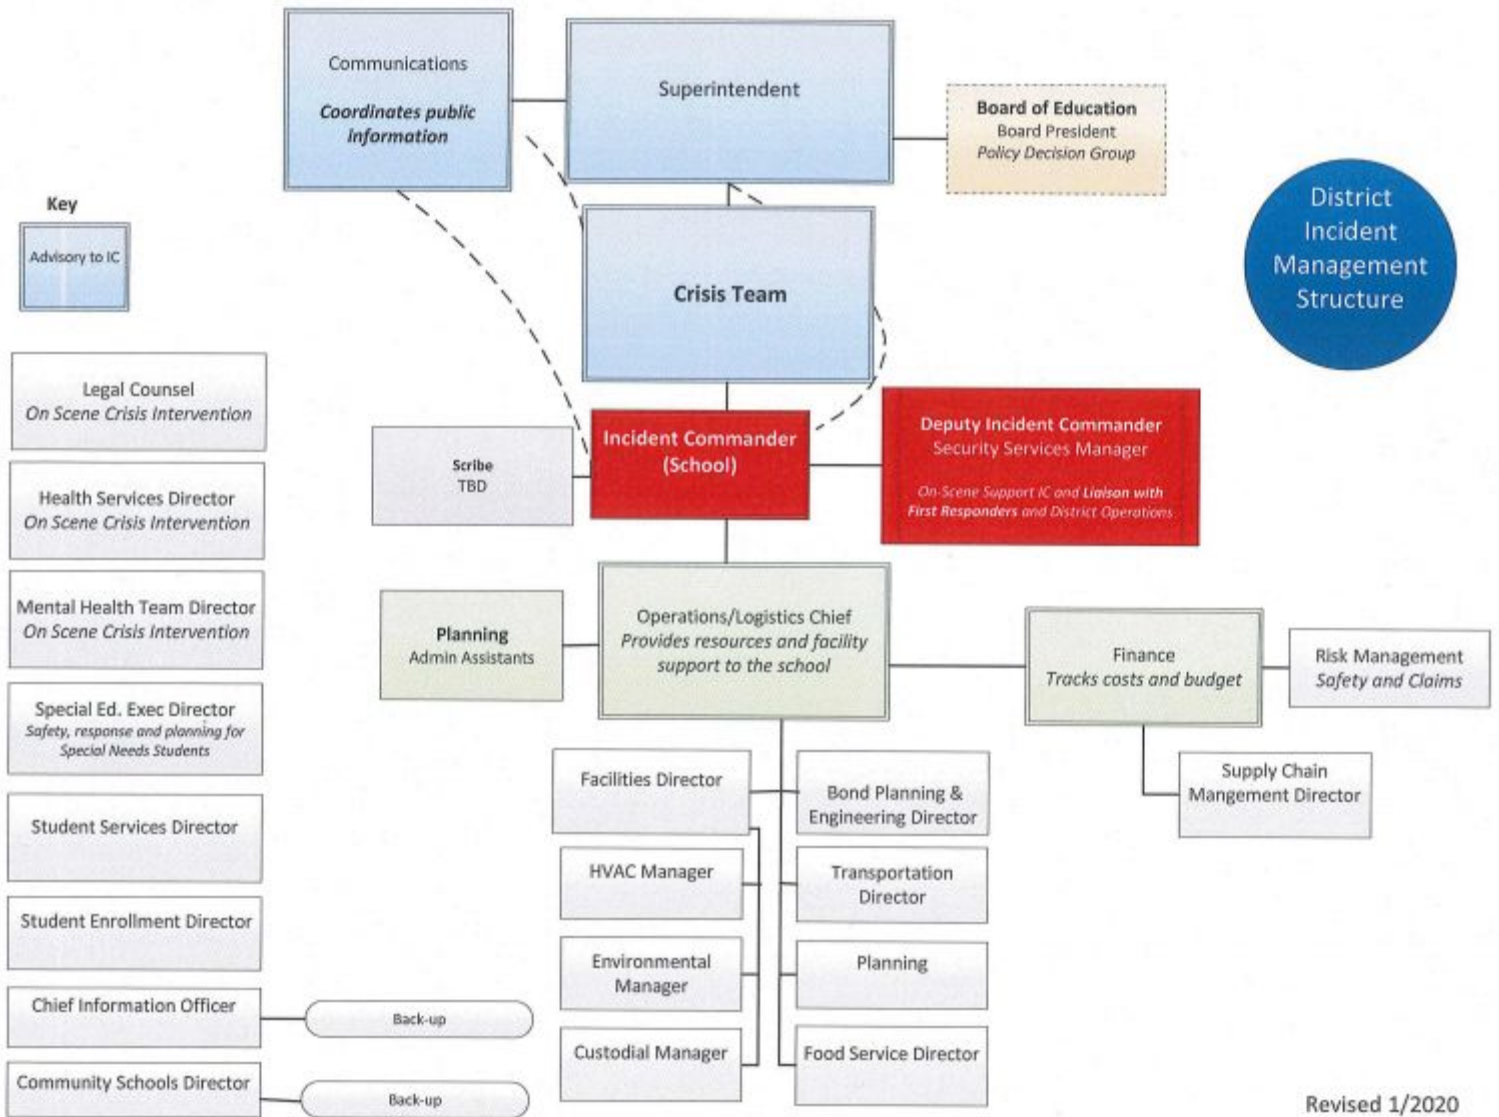 Communications
Coordinates public
information
Superintendent
Board of Education
Board President
Policy Decision Group
District
Incident
Management
Structure
Key
Advisory to IC
Crisis Team
Legal Counsel
On Scene Crisis Intervention
Health Services Director
On Scene Crisis Intervention
Mental Health Team Director
On Scene Crisis Intervention
Special Ed. Exec Director
Safety, response and planning for
Special Needs Students
Student Services Director
Student Enrollment Director
Chief Information Officer
Back-up
Community Schools Director
Back-up
Scribe
TBD
Incident Commander
(School)
Deputy Incident Commander
Security Services Manager
On-Scene Support IC and Liaison with
First Responders and District Operations
Planning
Admin Assistants
Operations/Logistics Chief
Provides resources and facility
support to the school
Finance
Tracks costs and budget
Risk Management
Safety and Claims
Supply Chain
Mangement Director
Facilities Director
Bond Planning &
Engineering Director
HVAC Manager
Transportation
Director
Environmental
Manager
Planning
Custodial Manager
Food Service Director
Revised 1/2020